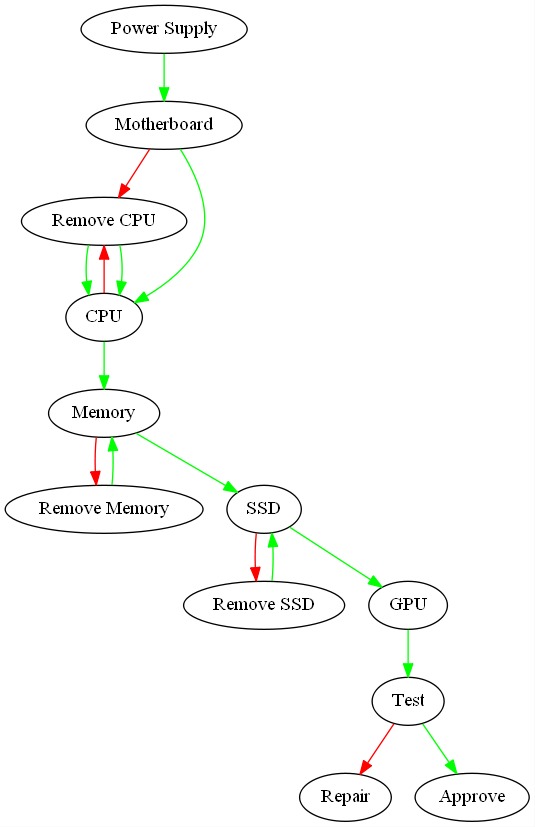 Power Supply
Motherboard
Remove CPU
CPU
Memory
Remove Memory
SSD
Remove SSD
GPU
Test
Repair
Approve